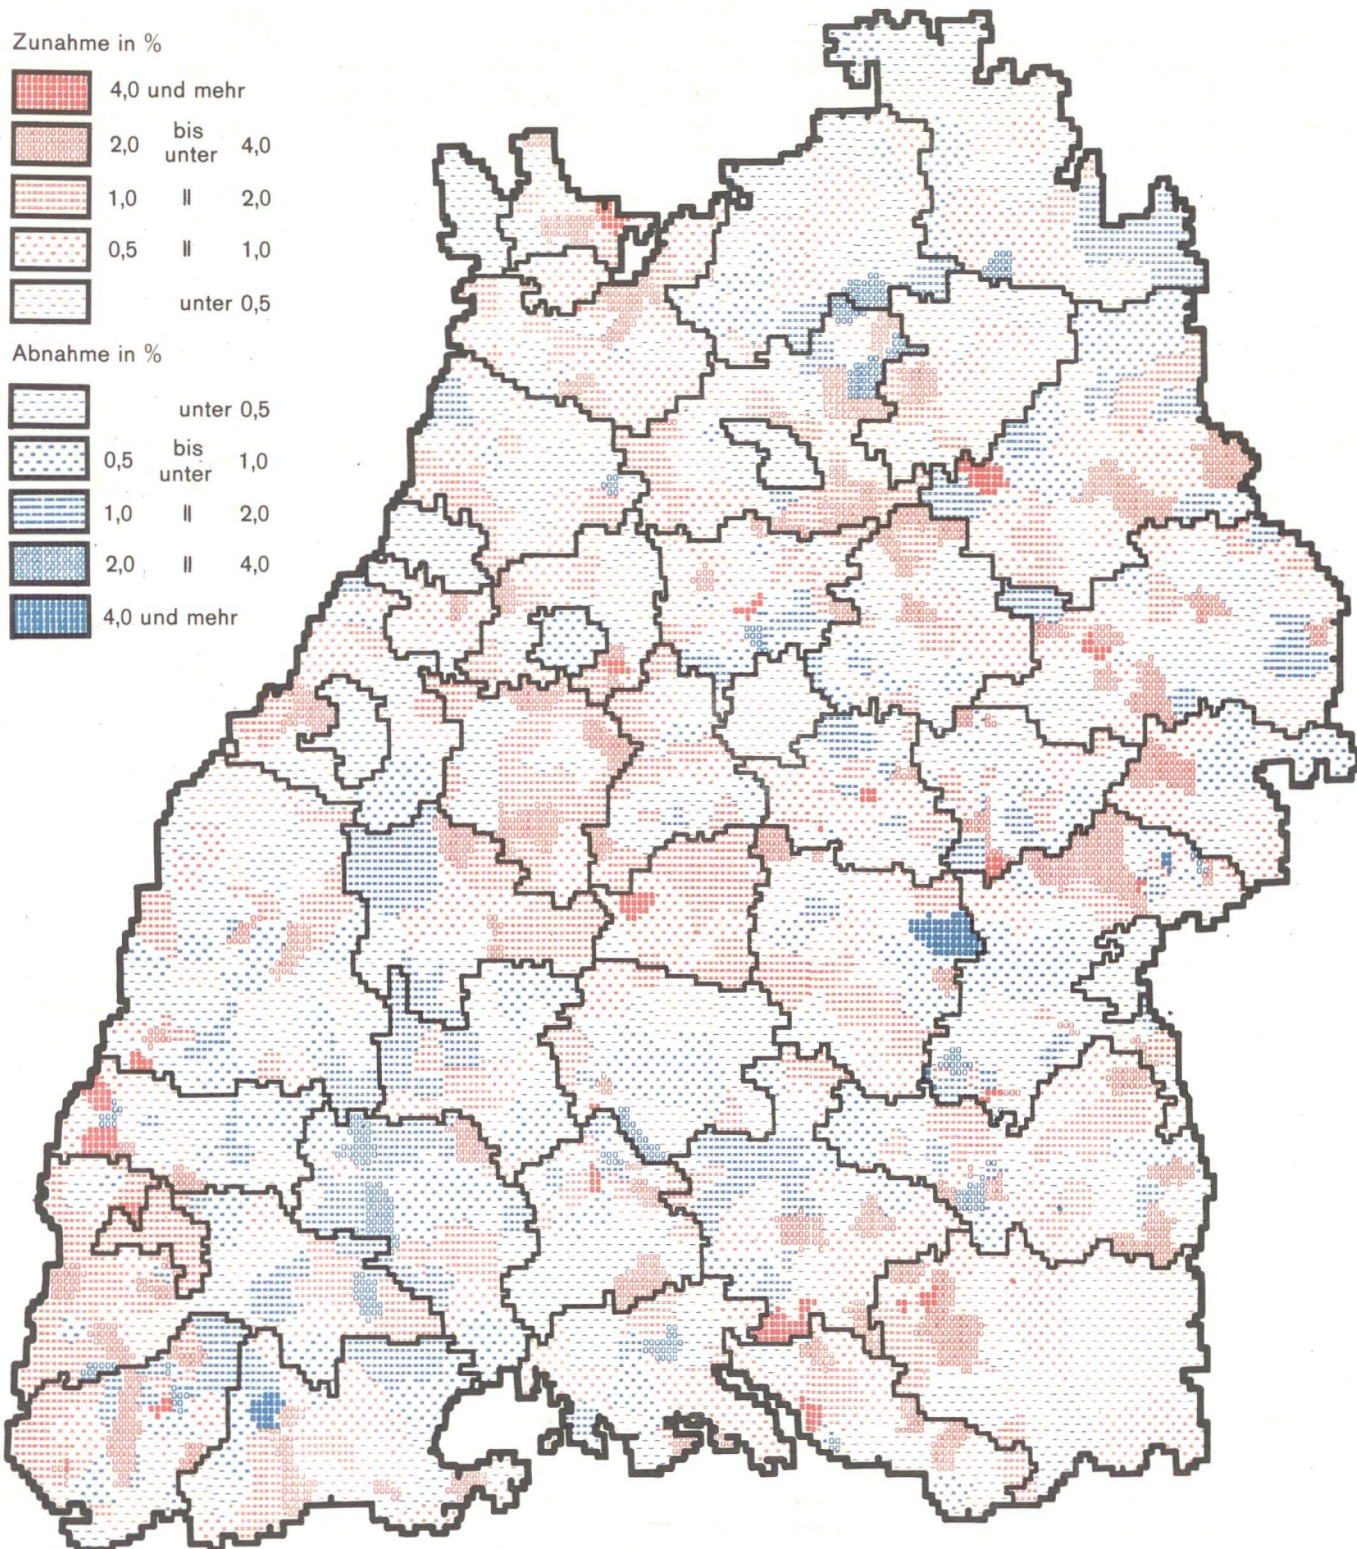 Zunahme in %
4,0 und mehr
2,0 bis unter 4,0
1,0 " 2,0
0,5 " 1,0
unter 0,5
Abnahme in %
unter 0,5
0,5 bis unter 1,0
1,0 " 2,0
2,0 " 4,0
4,0 und mehr